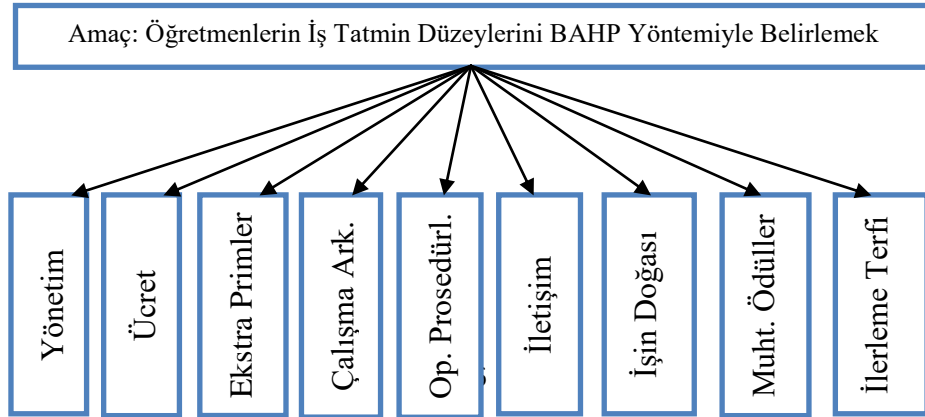 Amaç: Öğretmenlerin İş Tatmin Düzeylerini BAHP Yöntemiyle Belirlemek
Yönetim
Ücret
Ekstra Primler
Çalışma Ark.
Op. Prosedürl.
İletişim
İşin Doğası
Muht. Ödüller
İlerleme Terfi